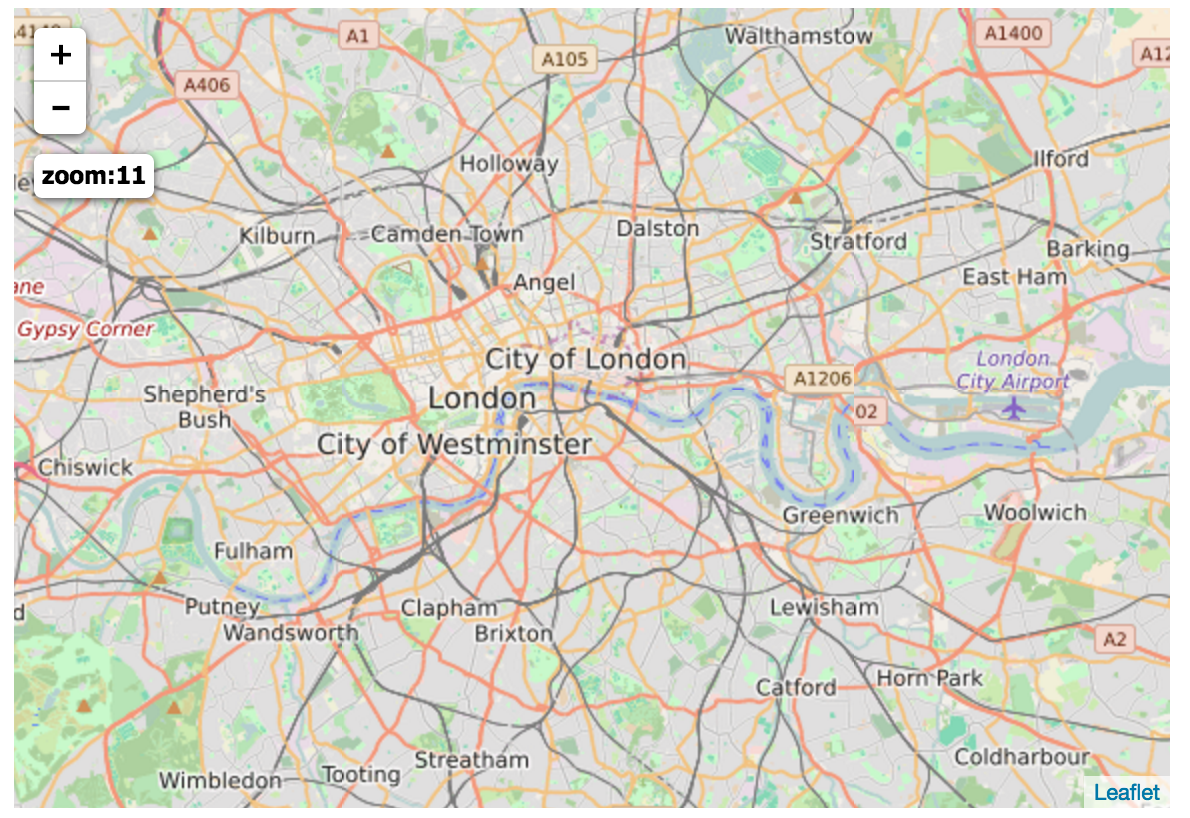 A1
A1400
Walthamstow
+
A105
A406
−
Ilford
Holloway
zoom:11
Dalston
Kilburn
Camden Town
Stratford
Barking
East Ham
Angel
Gypsy Corner
City of London
London
City Airport
A1206
Shepherd's
Bush
London
02
City of Westminster
Chiswick
Greenwich
Woolwich
Fulham
Putney
Clapham
Lewisham
Wandsworth
Brixton
A2
Horn Park
Catford
Coldharbour
Streatham
Tooting
Wimbledon
Leaflet